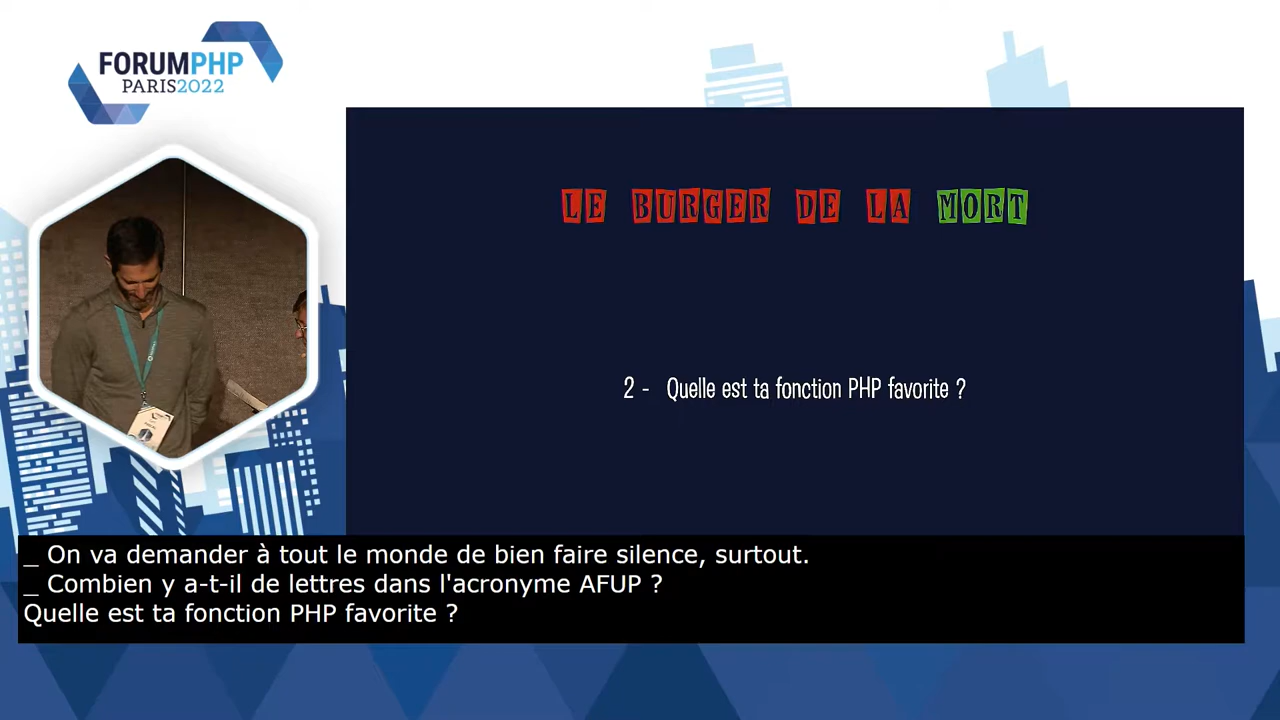 FORUMPHP
PARIS2022
LE BURGER DE LA MORT
2 - Quelle est ta fonction PHP favorite ?
_ On va demander à tout le monde de bien faire silence, surtout.
_ Combien y a-t-il de lettres dans l'acronyme AFUP ?
Quelle est ta fonction PHP favorite ?